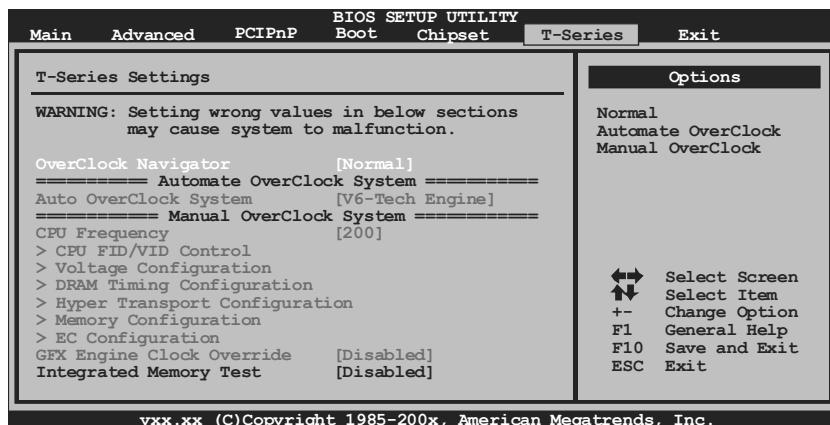 BIOS SETUP UTILITY
Main Advanced PCIPnP Boot Chipset T-Series Exit
T-Series Settings
WARNING: Setting wrong values in below sections
may cause system to malfunction.
OverClock Navigator [Normal]
=========== Automate OverClock System ===========
Auto OverClock System [V6-Tech Engine]
============ Manual OverClock System ============
CPU Frequency [200]
> CPU FID/VID Control
> Voltage Configuration
> DRAM Timing Configuration
> Hyper Transport Configuration
> Memory Configuration
> EC Configuration
GFX Engine Clock Override [Disabled]
Integrated Memory Test [Disabled]
Options
Normal
Automate OverClock
Manual OverClock
Select Screen
Select Item
+- Change Option
F1 General Help
F10 Save and Exit
ESC Exit
vxx.xx (C)Copyright 1985-200x, American Megatrends, Inc.